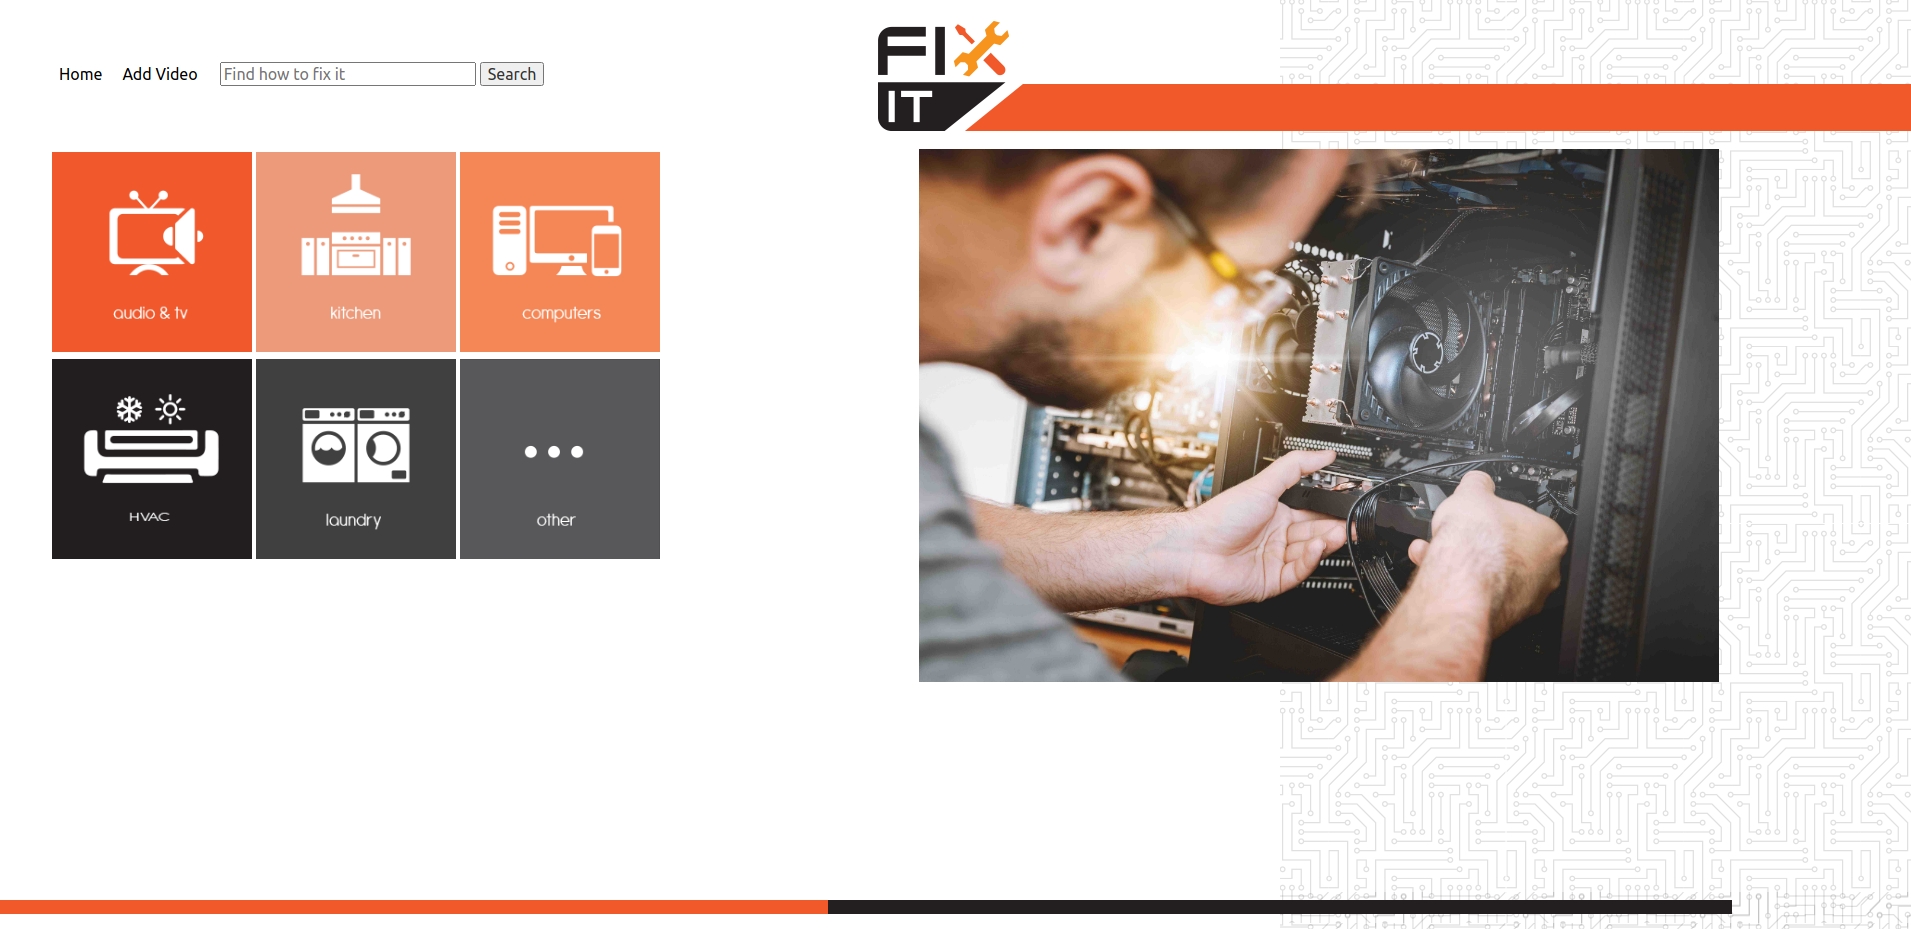 FIX
IT
Home Add Video Find how to fix it Search
audio & tv kitchen computers
HVAC laundry other